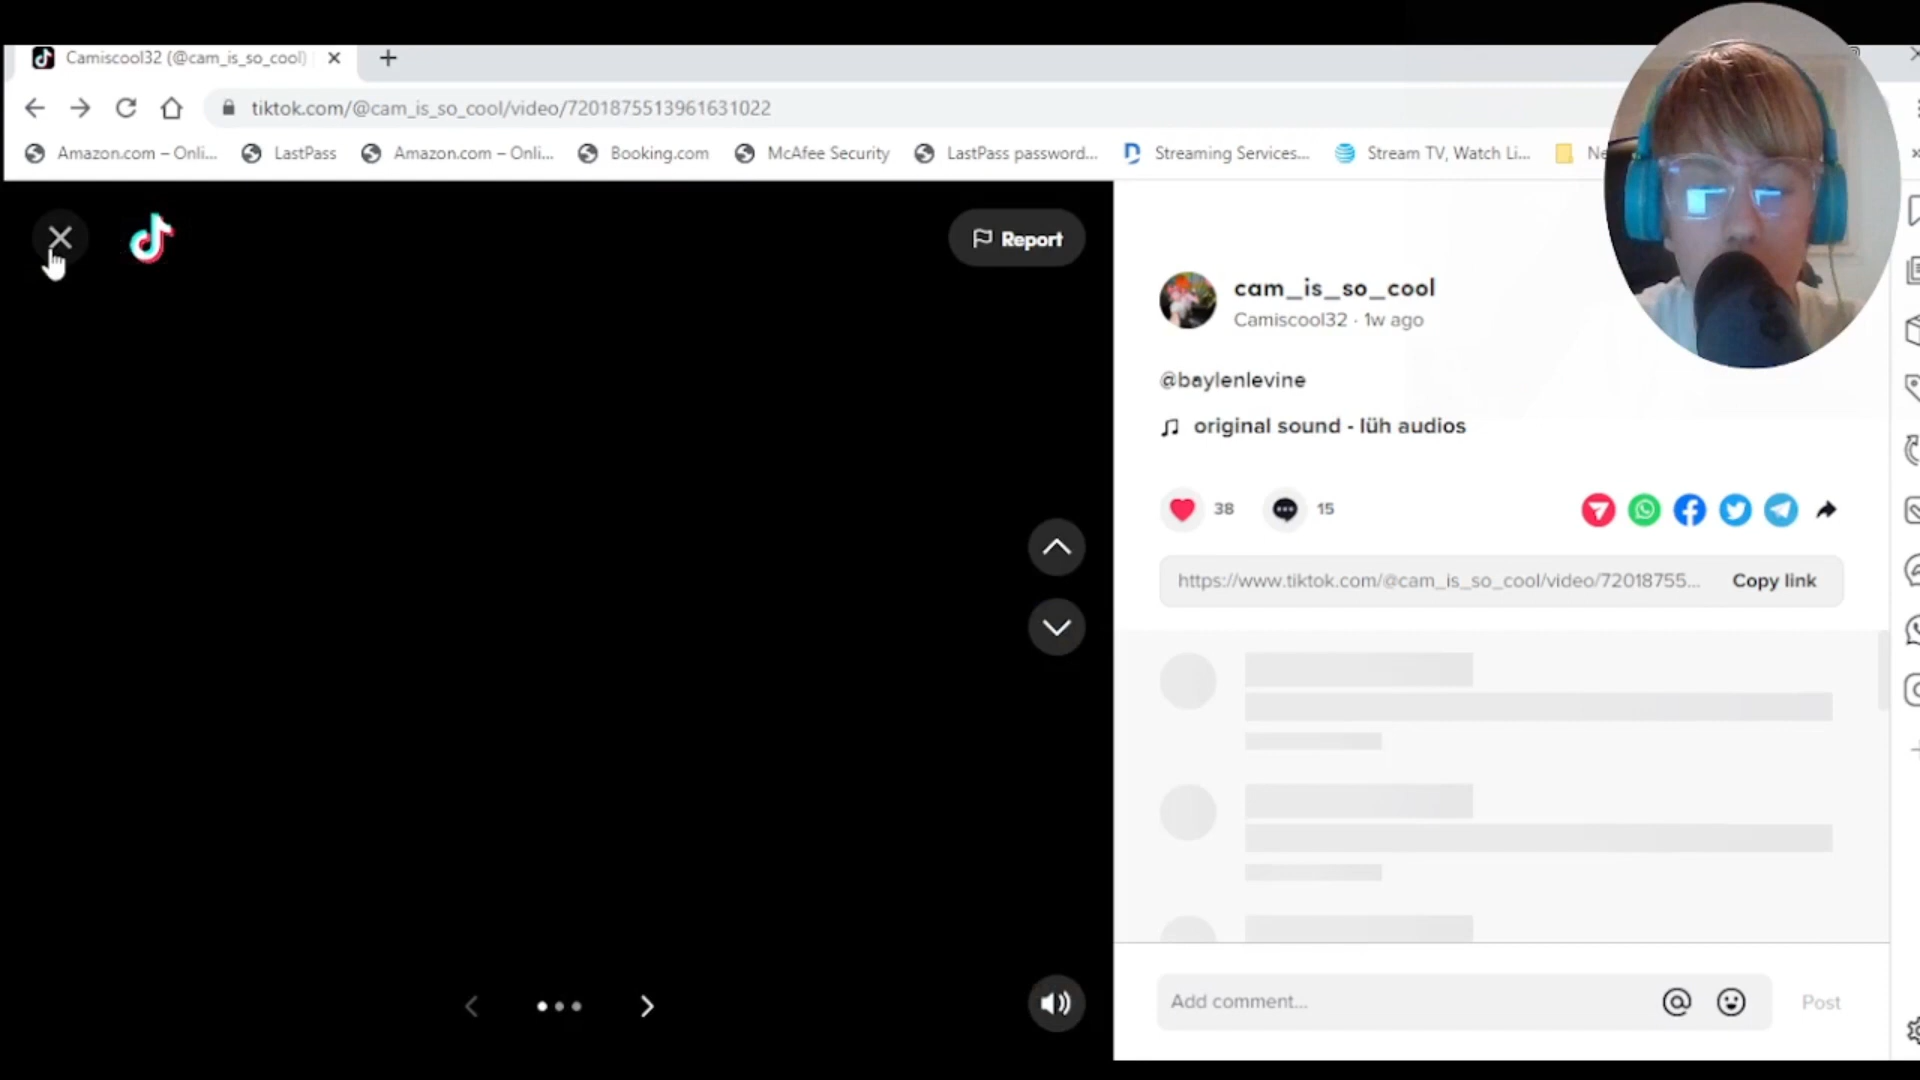 Camiscool32 (@cam_is_so_cool)
tiktok.com/@cam_is_so_cool/video/7201875513961631022
Amazon.com – Onli... LastPass Amazon.com – Onli... Booking.com McAfee Security LastPass password... Streaming Services... Stream TV, Watch Li... Ne
Report
cam_is_so_cool
Camiscool32 · 1w ago
@baylenlevine
original sound - lüh audios
38 15
https://www.tiktok.com/@cam_is_so_cool/video/72018755... Copy link
Add comment... Post